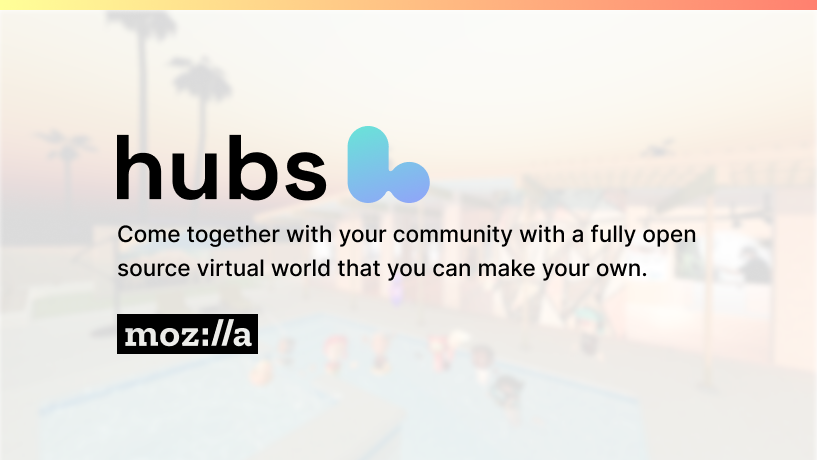 hubs
Come together with your community with a fully open
source virtual world that you can make your own.
moz://a